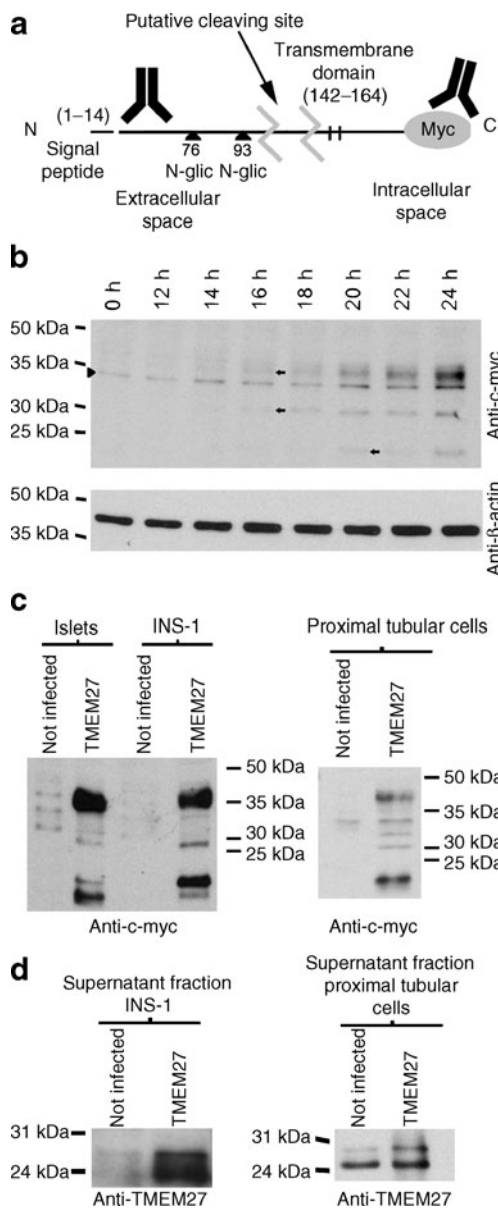 a
Putative cleaving site
Transmembrane
domain
(142–164)
(1–14)
N
C
Myc
Signal
peptide
76
93
N-glic
N-glic
Extracellular
space
Intracellular
space
b
0 h
12 h
14 h
16 h
18 h
20 h
22 h
24 h
50 kDa
35 kDa
30 kDa
25 kDa
Anti-c-myc
50 kDa
35 kDa
Anti-ß-actin
c
Islets
INS-1
Proximal tubular cells
Not infected
TMEM27
Not infected
TMEM27
Not infected
TMEM27
50 kDa
35 kDa
30 kDa
25 kDa
50 kDa
35 kDa
30 kDa
25 kDa
Anti-c-myc
Anti-c-myc
d
Supernatant fraction
INS-1
Supernatant fraction
proximal tubular
cells
Not infected
TMEM27
Not infected
TMEM27
31 kDa
24 kDa
31 kDa
24 kDa
Anti-TMEM27
Anti-TMEM27